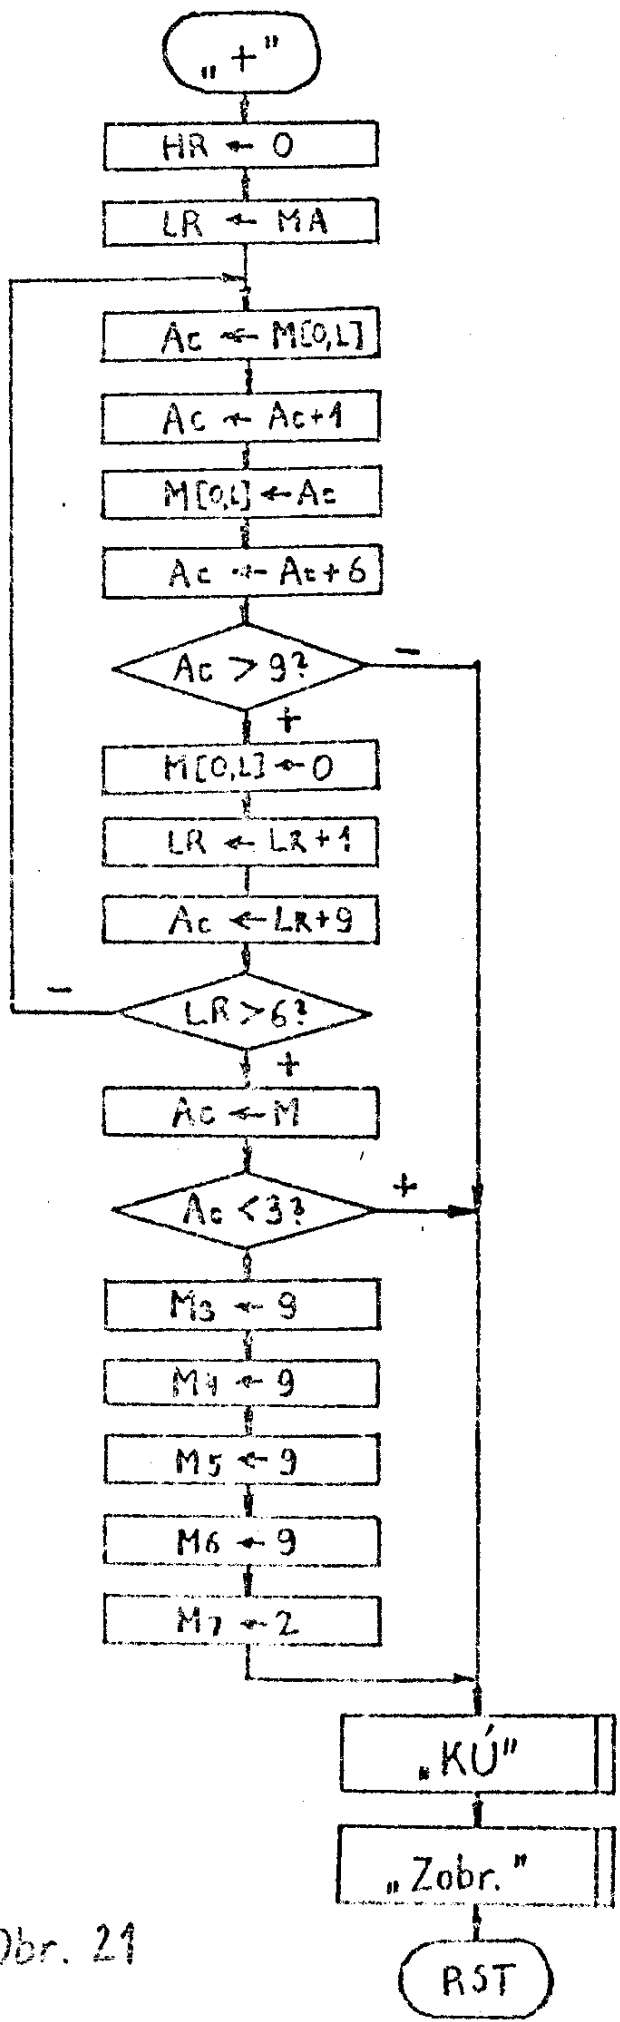 „+”
HR ← 0
LR ← MA
Ac ← M[0,L]
Ac ← Ac+1
M[0,L] ← Ac
Ac ← Ac+6
Ac > 9?
−
+
M[0,L] ← 0
LR ← LR+1
Ac ← LR+9
−
LR > 6?
+
Ac ← M
Ac < 3?
+
M3 ← 9
M4 ← 9
M5 ← 9
M6 ← 9
M7 ← 2
„KÚ”
„Zobr.”
Obr. 21
RST